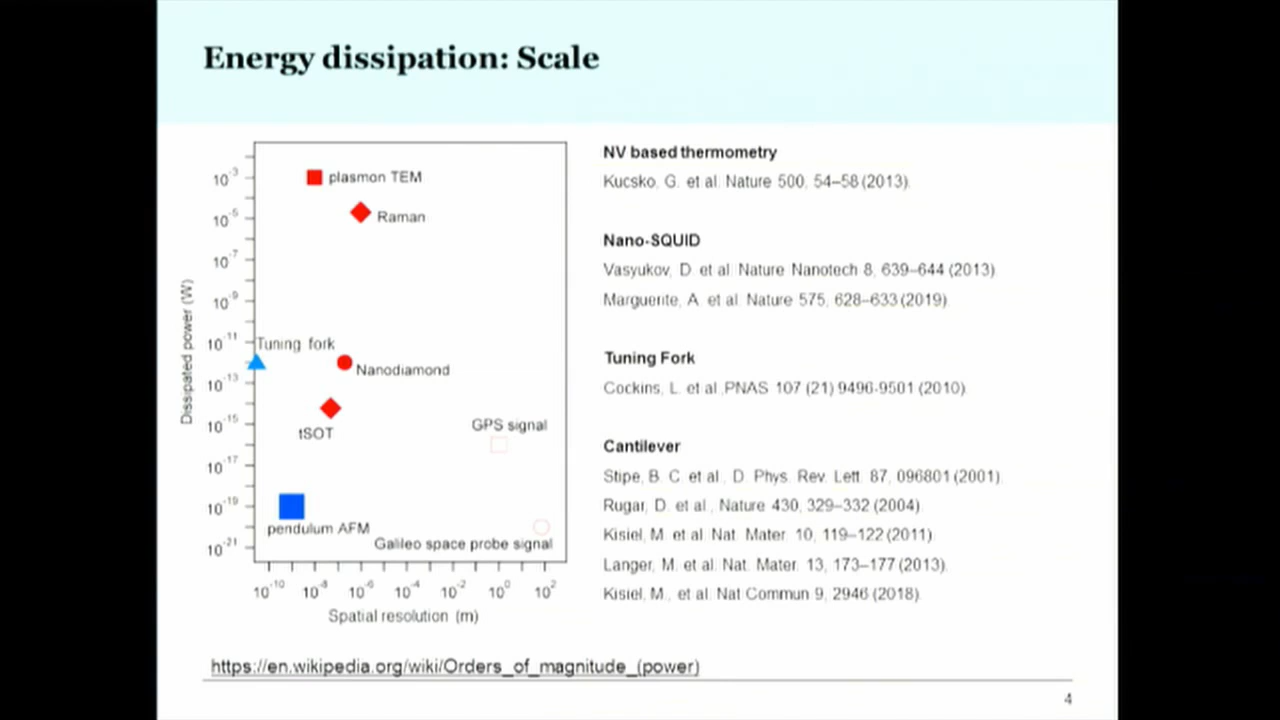 Energy dissipation: Scale
10^-3
10^-5
10^-7
10^-9
10^-11
10^-13
10^-15
10^-17
10^-19
10^-21
Dissipated power (W)
plasmon TEM
Raman
Tuning fork
Nanodiamond
tSOT
GPS signal
pendulum AFM
Galileo space probe signal
10^-10 10^-8 10^-6 10^-4 10^-2 10^0 10^2
Spatial resolution (m)
NV based thermometry
Kucsko, G. et al. Nature 500, 54–58 (2013).
Nano-SQUID
Vasyukov, D. et al. Nature Nanotech 8, 639–644 (2013)
Marguerite, A. et al. Nature 575, 628–633 (2019)
Tuning Fork
Cockins, L. et al. PNAS 107 (21) 9496-9501 (2010)
Cantilever
Stipe, B. C. et al., D. Phys. Rev. Lett. 87, 096801 (2001).
Rugar, D. et al., Nature 430, 329–332 (2004).
Kisiel, M. et al. Nat. Mater. 10, 119–122 (2011).
Langer, M. et al. Nat. Mater. 13, 173–177 (2013).
Kisiel, M., et al. Nat Commun 9, 2946 (2018).
https://en.wikipedia.org/wiki/Orders_of_magnitude_(power)
4